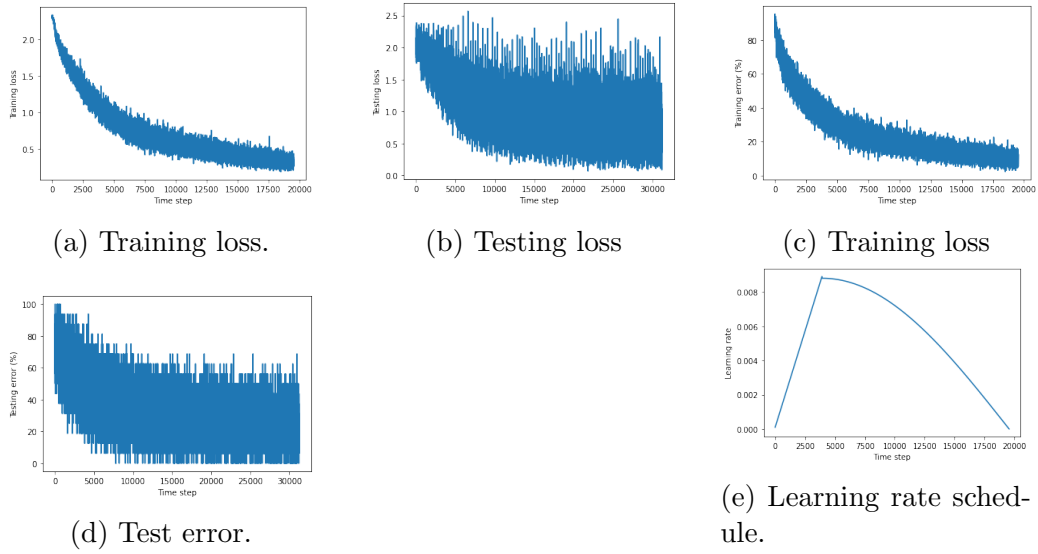 2.0
1.5
1.0
0.5
Training loss
0 2500 5000 7500 10000 12500 15000 17500 20000
Time step
(a) Training loss.
2.5
2.0
1.5
1.0
0.5
0.0
Testing loss
0 5000 10000 15000 20000 25000 30000
Time step
(b) Testing loss
80
60
40
20
0
Training error (%)
0 2500 5000 7500 10000 12500 15000 17500 20000
Time step
(c) Training loss
100
80
60
40
20
0
Testing error (%)
0 5000 10000 15000 20000 25000 30000
Time step
(d) Test error.
0.008
0.006
0.004
0.002
0.000
Learning rate
0 2500 5000 7500 10000 12500 15000 17500 20000
Time step
(e) Learning rate sched-
ule.